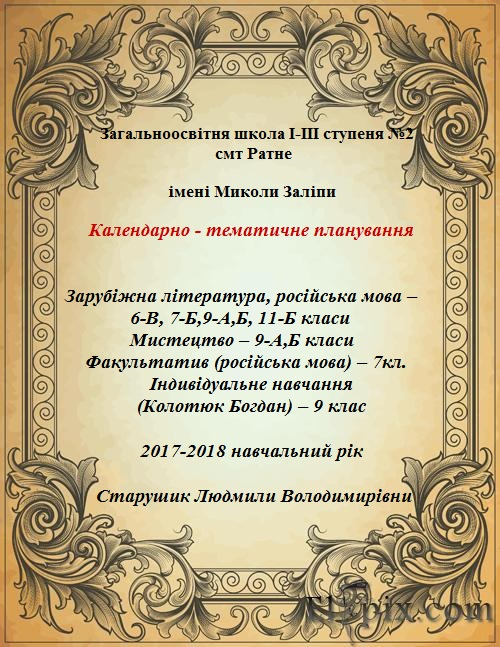 Загальноосвітня школа І-ІІІ ступеня №2
смт Ратне
імені Миколи Заліпи
Календарно - тематичне планування
Зарубіжна література, російська мова –
6-В, 7-Б,9-А,Б, 11-Б класи
Мистецтво – 9-А,Б класи
Факультатив (російська мова) – 7кл.
Індивідуальне навчання
(Колотюк Богдан) – 9 клас
2017-2018 навчальний рік
Старушик Людмили Володимирівни